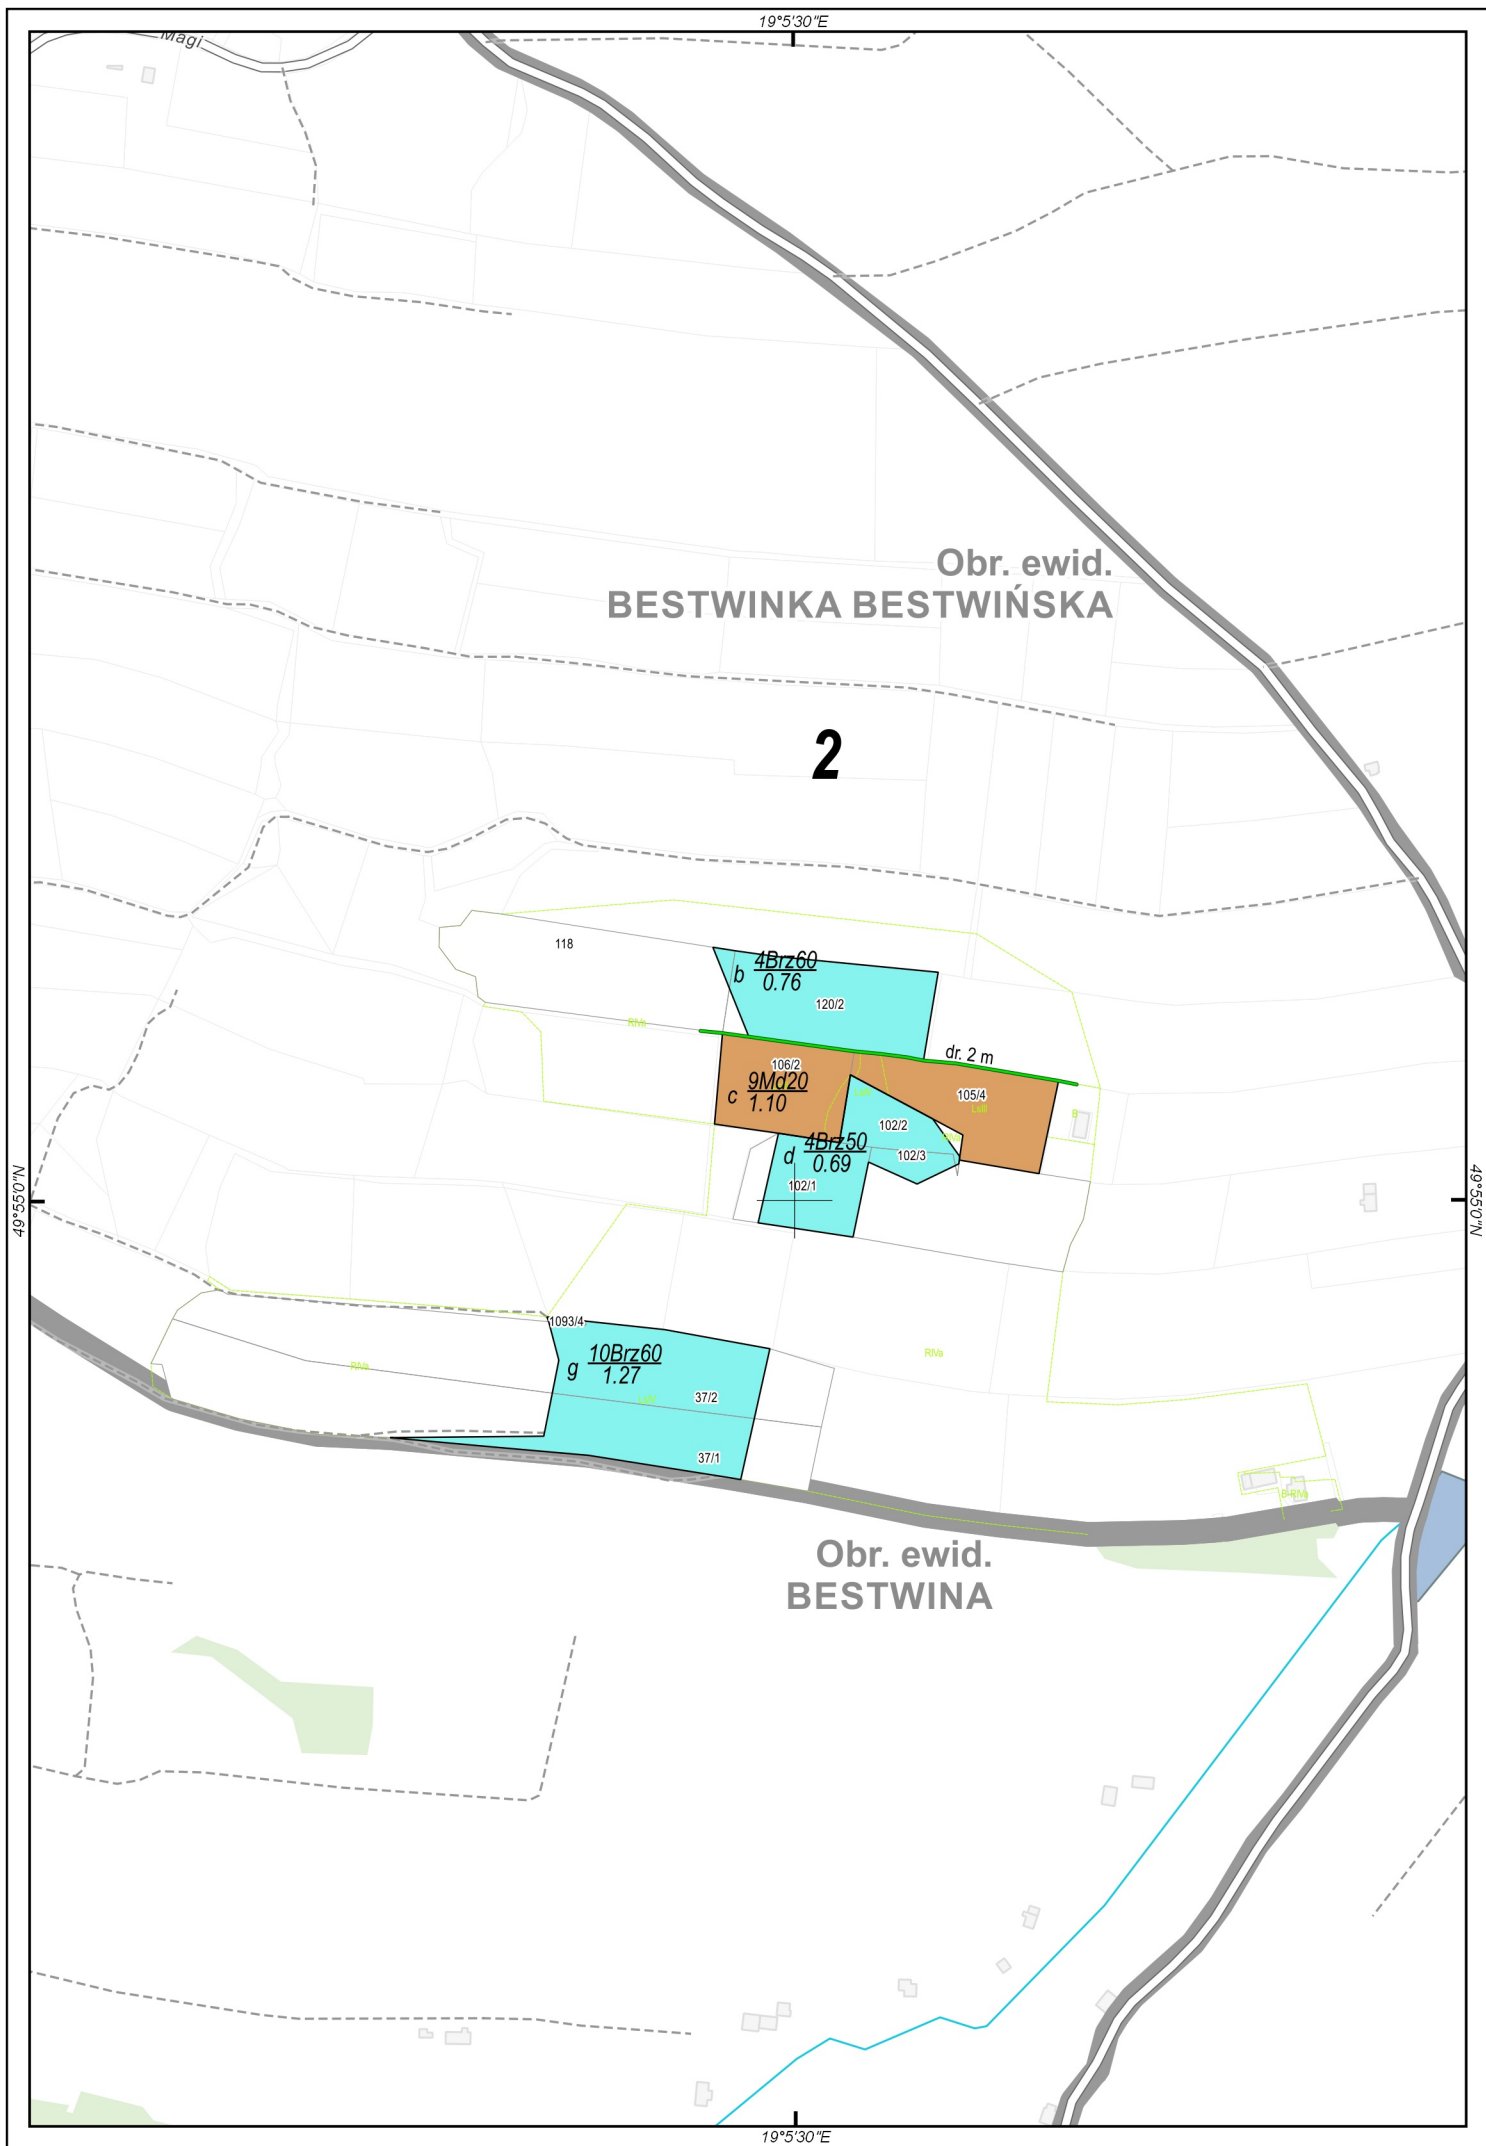 19°5'30"E
Magi
Obr. ewid.
BESTWINKA BESTWIŃSKA
2
118
b 4Brz60
0.76
120/2
RIVa
dr. 2 m
106/2
c 9Md20
1.10
105/4
LsIII
B
102/2
d 4Brz50
0.69
102/3
102/1
49°55'0"N
49°55'0"N
1093/4
g 10Brz60
1.27
RIVa
RIVa
37/2
37/1
B-RIVa
Obr. ewid.
BESTWINA
19°5'30"E